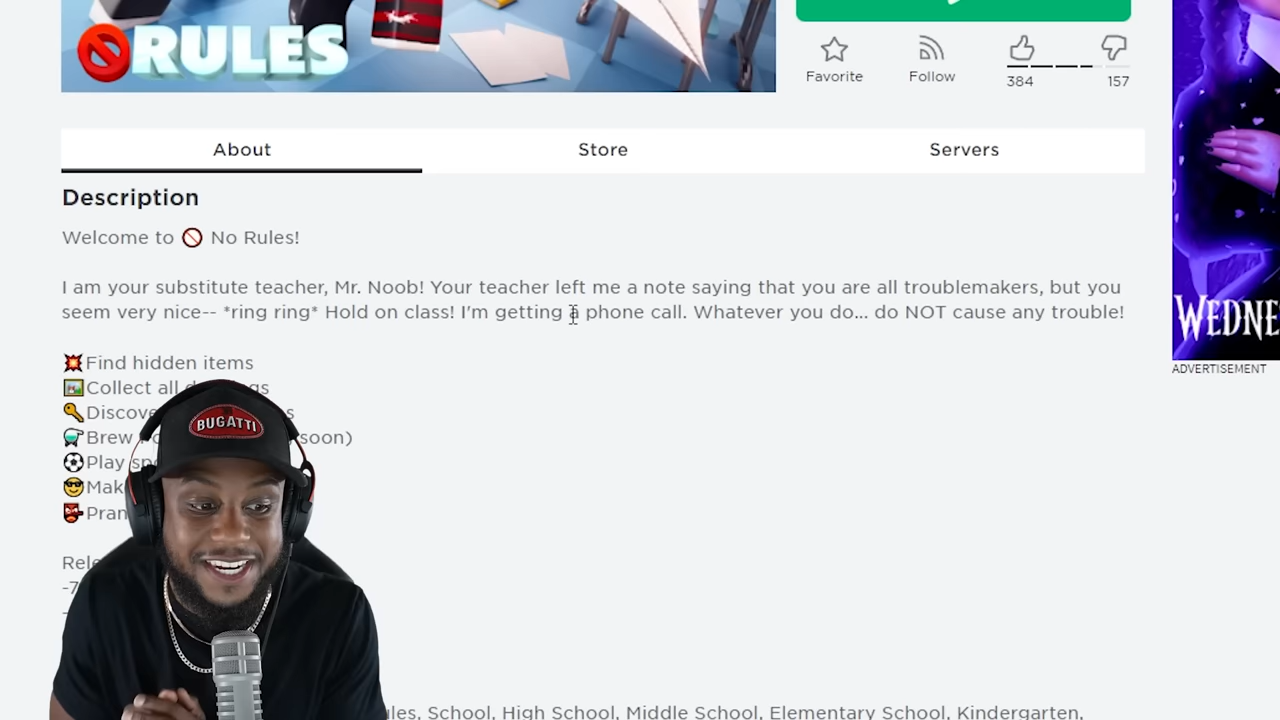 RULES
Favorite
Follow
384
157
About
Store
Servers
Description
Welcome to 🚫 No Rules!
I am your substitute teacher, Mr. Noob! Your teacher left me a note saying that you are all troublemakers, but you
seem very nice-- *ring ring* Hold on class! I'm getting a phone call. Whatever you do... do NOT cause any trouble!
💥Find hidden items
🖼️Collect all
🔑
Brew soon)
⚽Play
😎
👺
WEDNE
ADVERTISEMENT
BUGATTI
School, High School, Middle School, Elementary School, Kindergarten,